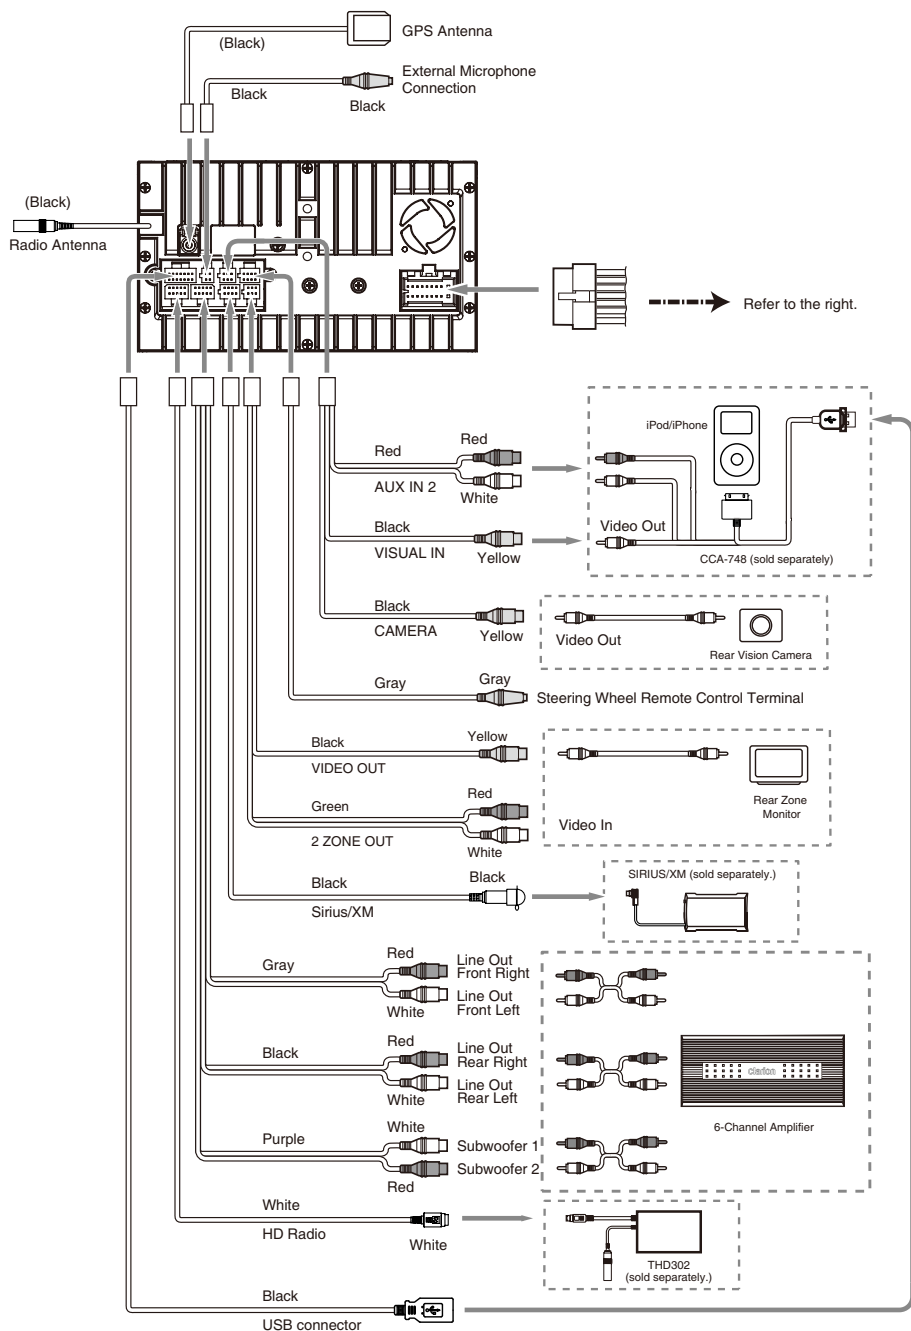 GPS Antenna
(Black)
External Microphone
Connection
Black
Black
(Black)
Radio Antenna
Refer to the right.
iPod/iPhone
Red
Red
AUX IN 2
White
Video Out
Black
VISUAL IN
Yellow
CCA-748 (sold separately)
Black
CAMERA
Yellow
Video Out
Rear Vision Camera
Gray
Gray
Steering Wheel Remote Control Terminal
Black
VIDEO OUT
Yellow
Rear Zone
Monitor
Green
2 ZONE OUT
Red
White
Video In
SIRIUS/XM (sold separately.)
Black
Sirius/XM
Black
Gray
Red
Line Out
Front Right
White
Line Out
Front Left
Black
Red
Line Out
Rear Right
White
Line Out
Rear Left
clarion
6-Channel Amplifier
Purple
White
Subwoofer 1
Subwoofer 2
Red
White
HD Radio
White
THD302
(sold separately.)
Black
USB connector